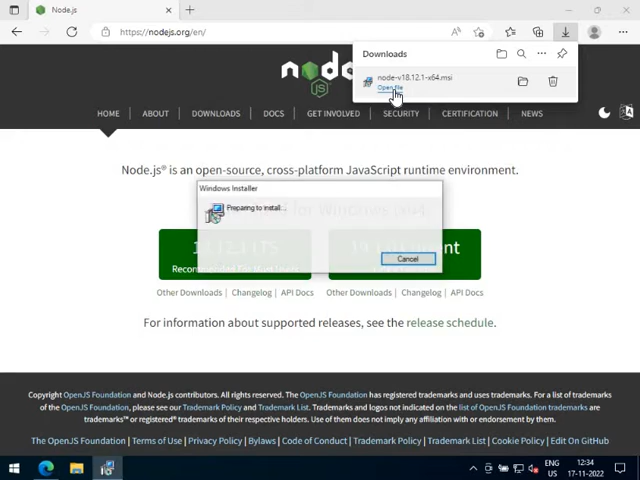 Node.js
https://nodejs.org/en/
Downloads
node-v18.12.1-x64.msi
Open file
HOME
ABOUT
DOWNLOADS
DOCS
GET INVOLVED
SECURITY
CERTIFICATION
NEWS
Node.js® is an open-source, cross-platform JavaScript runtime environment.
Windows Installer
Preparing to install...
Cancel
Other Downloads | Changelog | API Docs
Other Downloads | Changelog | API Docs
For information about supported releases, see the release schedule.
Copyright OpenJS Foundation and Node.js contributors. All rights reserved. The OpenJS Foundation has registered trademarks and uses trademarks. For a list of trademarks
of the OpenJS Foundation, please see our Trademark Policy and Trademark List. Trademarks and logos not indicated on the list of OpenJS Foundation trademarks are
trademarks™ or registered® trademarks of their respective holders. Use of them does not imply any affiliation with or endorsement by them.
The OpenJS Foundation | Terms of Use | Privacy Policy | Bylaws | Code of Conduct | Trademark Policy | Trademark List | Cookie Policy | Edit On GitHub
ENG
US
12:34
17-11-2022